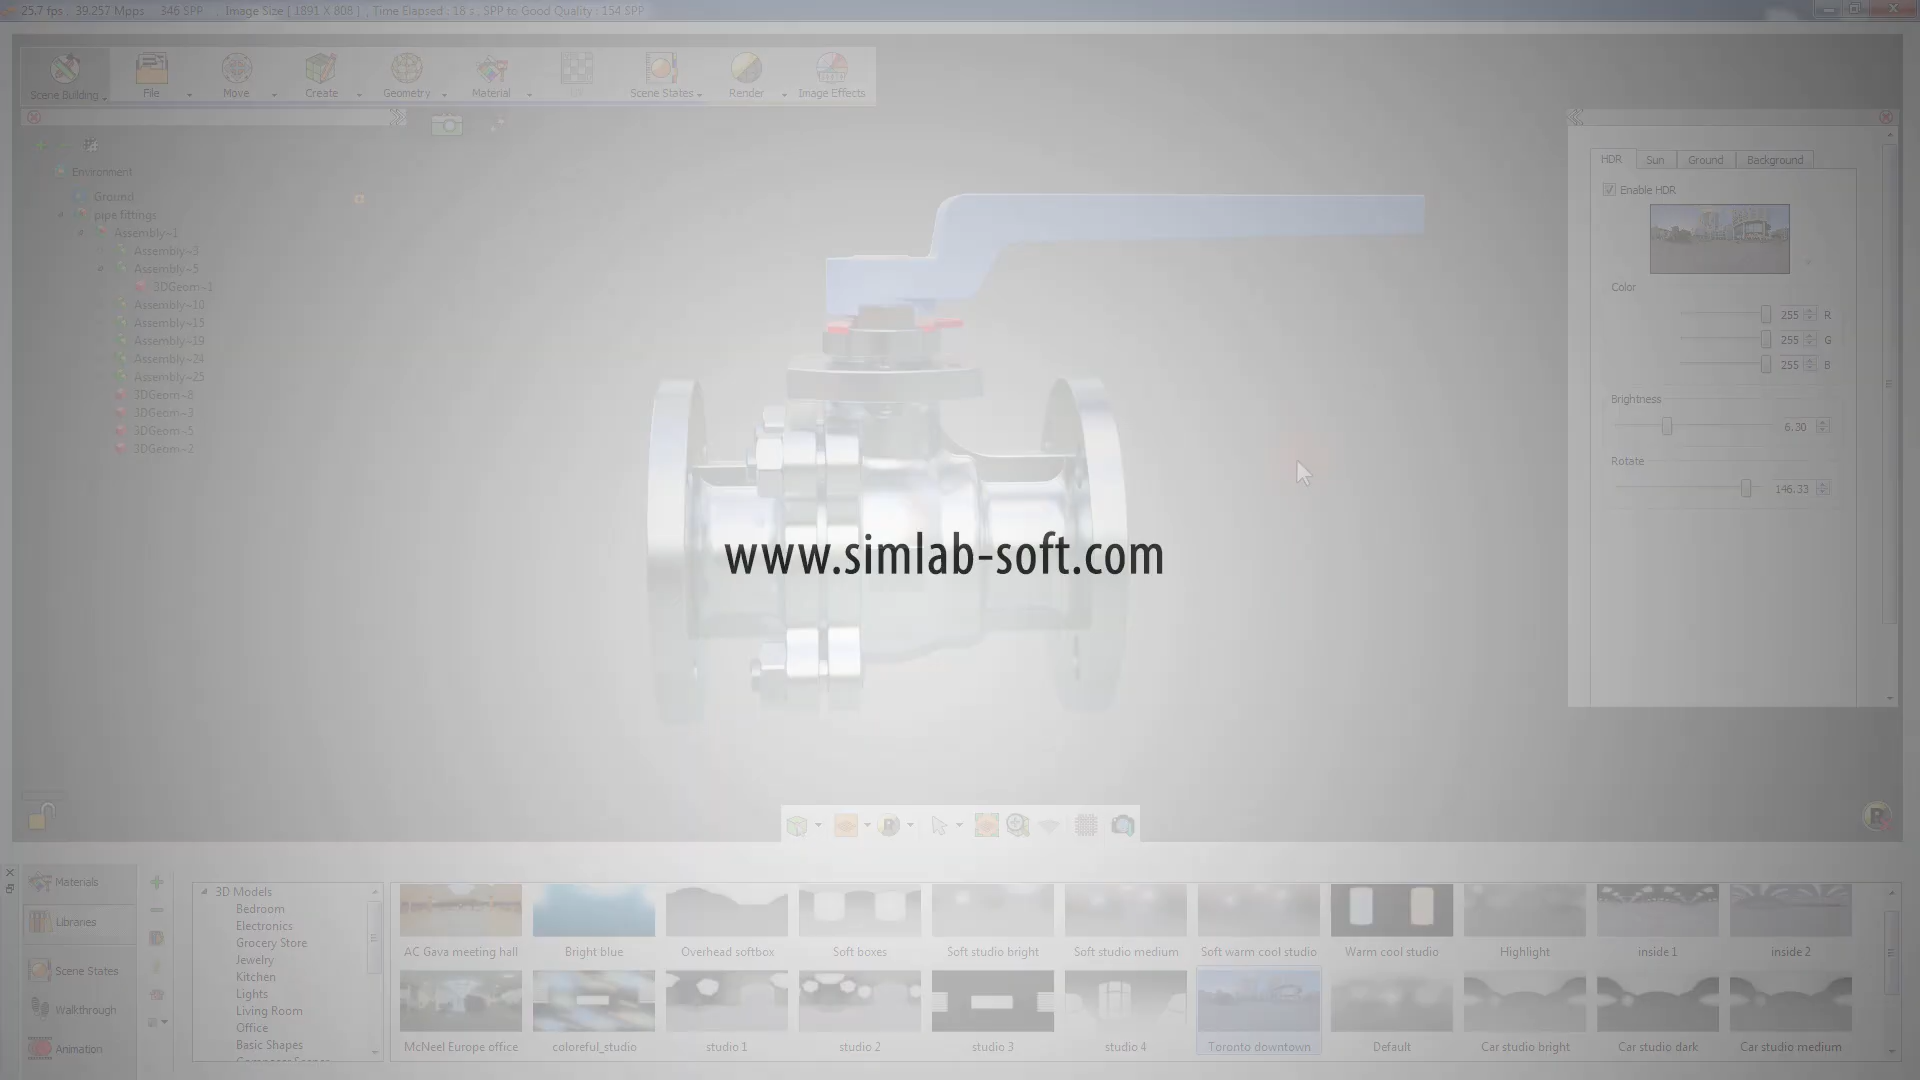 25.7 fps , 39.257 Mpps , 346 SPP , Image Size [ 1891 X 808 ] , Time Elapsed : 18 s , SPP to Good Quality : 154 SPP
Scene Building
File
Move
Create
Geometry
Material
Scene States
Render
Image Effects
Environment
Ground
pipe fittings
Assembly~1
Assembly~3
Assembly~5
3DGeom~1
Assembly~10
Assembly~15
Assembly~19
Assembly~24
Assembly~25
3DGeom~8
3DGeom~3
3DGeom~5
3DGeom~2
HDR
Sun
Ground
Background
Enable HDR
Color
255 R
255 G
255 B
Brightness
6.30
Rotate
146.33
www.simlab-soft.com
Materials
Libraries
Scene States
Walkthrough
Animation
3D Models
Bedroom
Electronics
Grocery Store
Jewelry
Kitchen
Lights
Living Room
Office
Basic Shapes
AC Gava meeting hall
Bright blue
Overhead softbox
Soft boxes
Soft studio bright
Soft studio medium
Soft warm cool studio
Warm cool studio
Highlight
inside 1
inside 2
McNeel Europe office
coloreful_studio
studio 1
studio 2
studio 3
studio 4
Toronto downtown
Default
Car studio bright
Car studio dark
Car studio medium